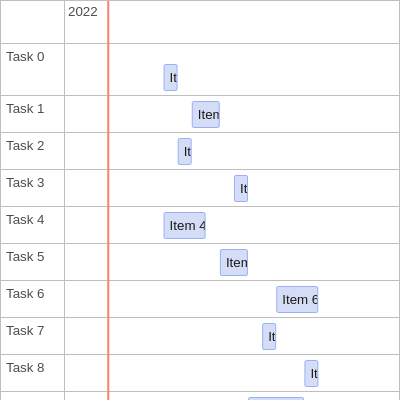 2022
Task 0
It
Task 1
Item
Task 2
It
Task 3
It
Task 4
Item 4
Task 5
Item
Task 6
Item 6
Task 7
It
Task 8
It